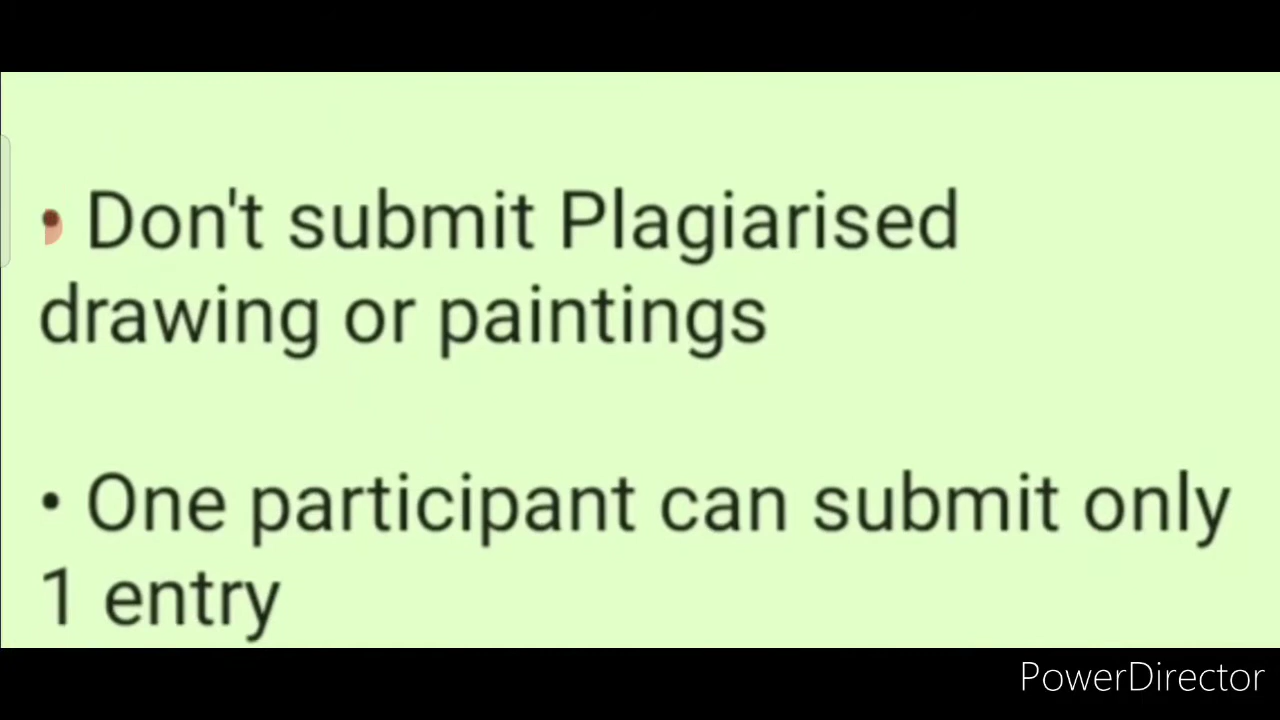 • Don't submit Plagiarised
drawing or paintings
• One participant can submit only
1 entry
PowerDirector